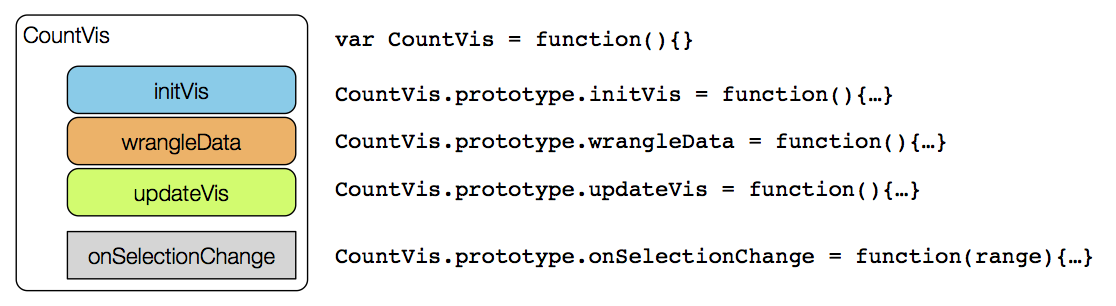 CountVis
var CountVis = function(){}
initVis
CountVis.prototype.initVis = function(){…}
wrangleData
CountVis.prototype.wrangleData = function(){…}
updateVis
CountVis.prototype.updateVis = function(){…}
onSelectionChange
CountVis.prototype.onSelectionChange = function(range){…}